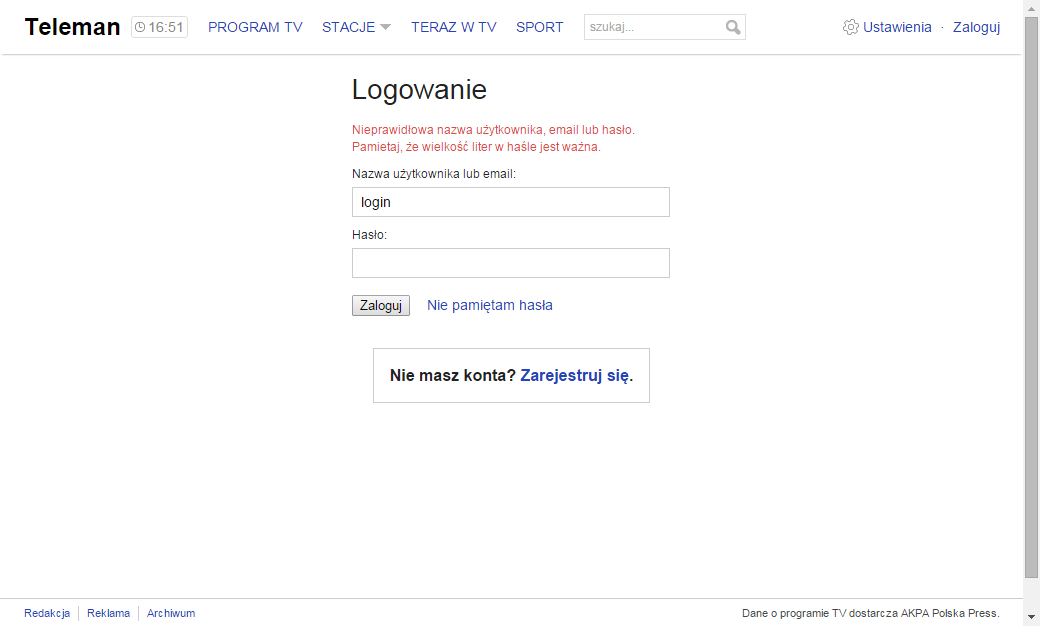 Teleman 16:51 PROGRAM TV STACJE TERAZ W TV SPORT szukaj... Ustawienia · Zaloguj
Logowanie
Nieprawidłowa nazwa użytkownika, email lub hasło.
Pamietaj, że wielkość liter w haśle jest ważna.
Nazwa użytkownika lub email:
login
Hasło:
Zaloguj Nie pamiętam hasła
Nie masz konta? Zarejestruj się.
Redakcja Reklama Archiwum Dane o programie TV dostarcza AKPA Polska Press.